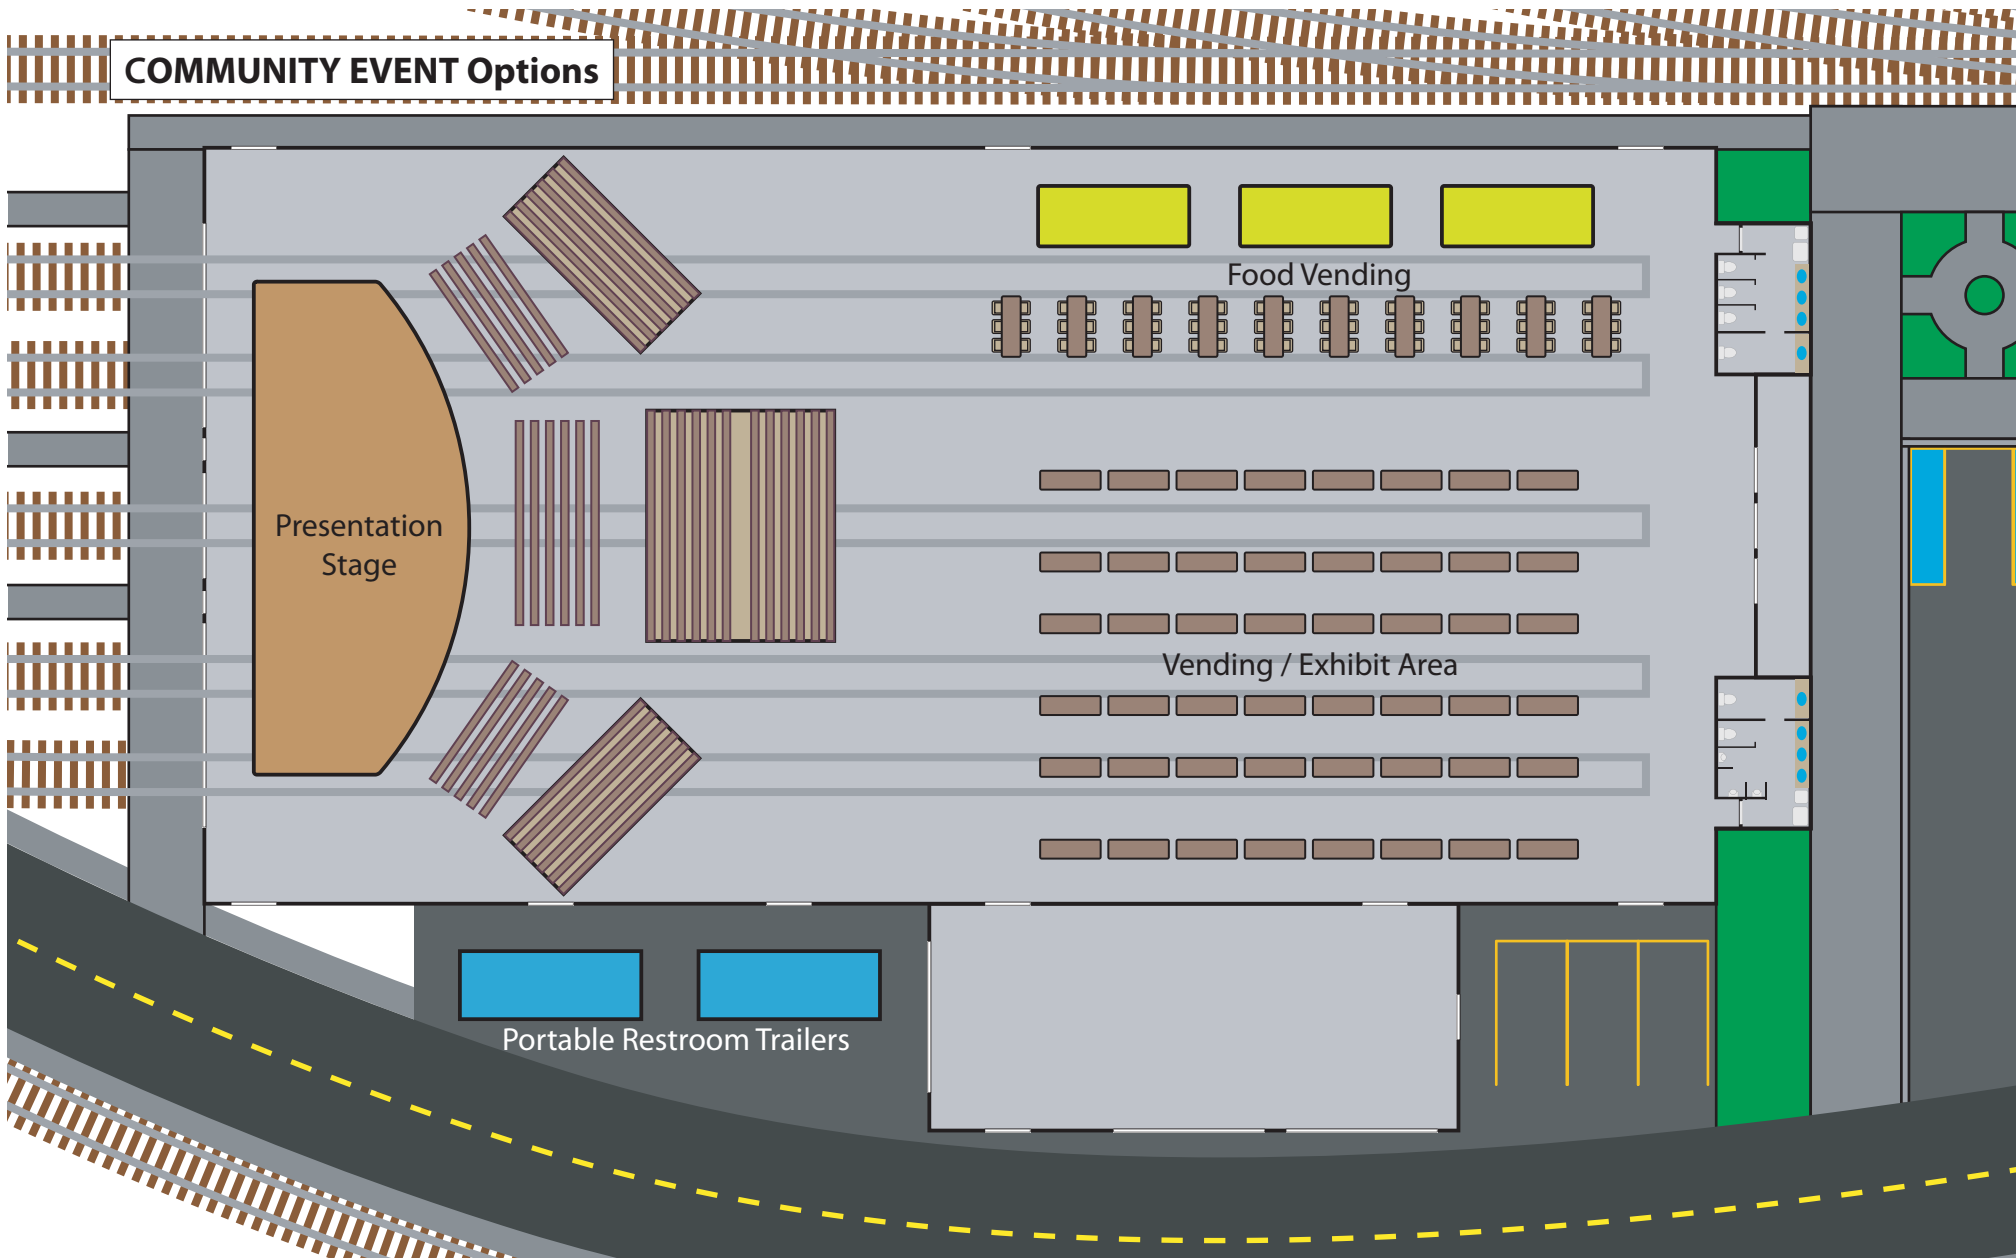 COMMUNITY EVENT Options
Food Vending
Presentation
Stage
Vending / Exhibit Area
Portable Restroom Trailers